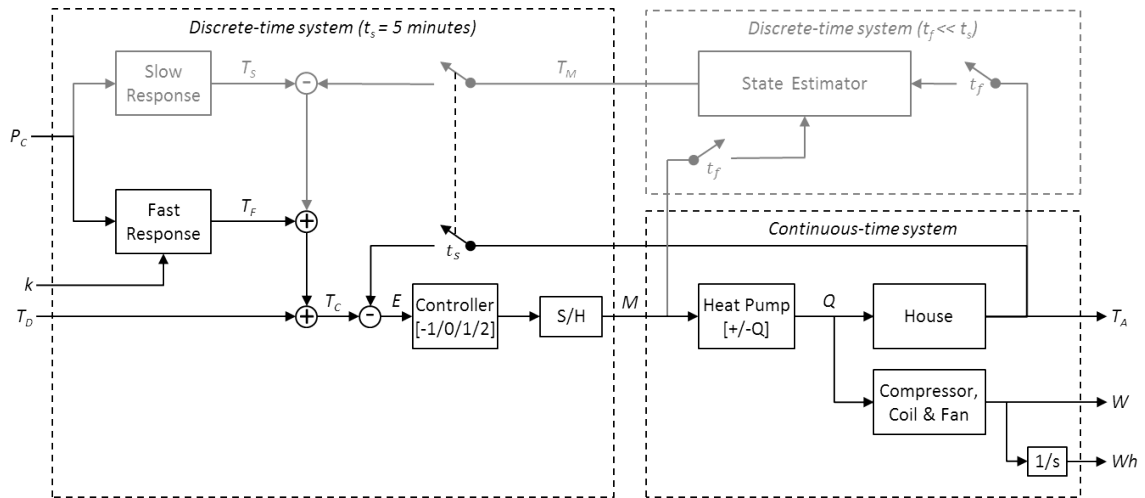 Discrete-time system (ts = 5 minutes)
Discrete-time system (tf << ts)
Slow
Response
TS
-
TM
State Estimator
tf
PC
tf
Fast
Response
TF
+
ts
Continuous-time system
k
TD
+
TC
-
E
Controller
[-1/0/1/2]
S/H
M
Heat Pump
[+/-Q]
Q
House
TA
Compressor,
Coil & Fan
W
1/s
Wh